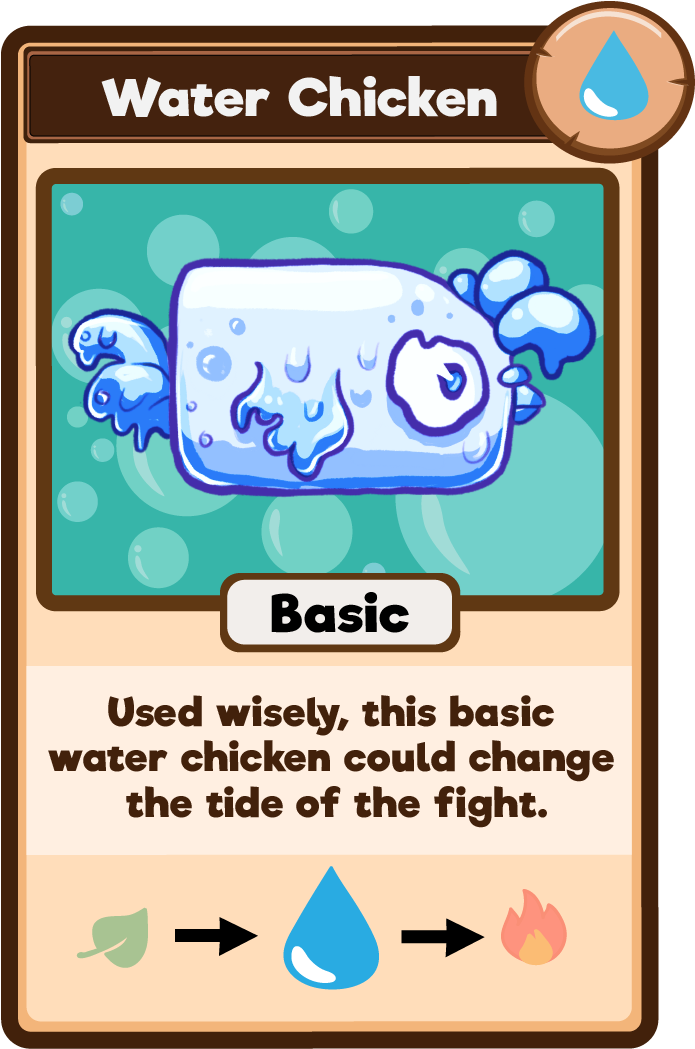 Water Chicken
Basic
Used wisely, this basic
water chicken could change
the tide of the fight.